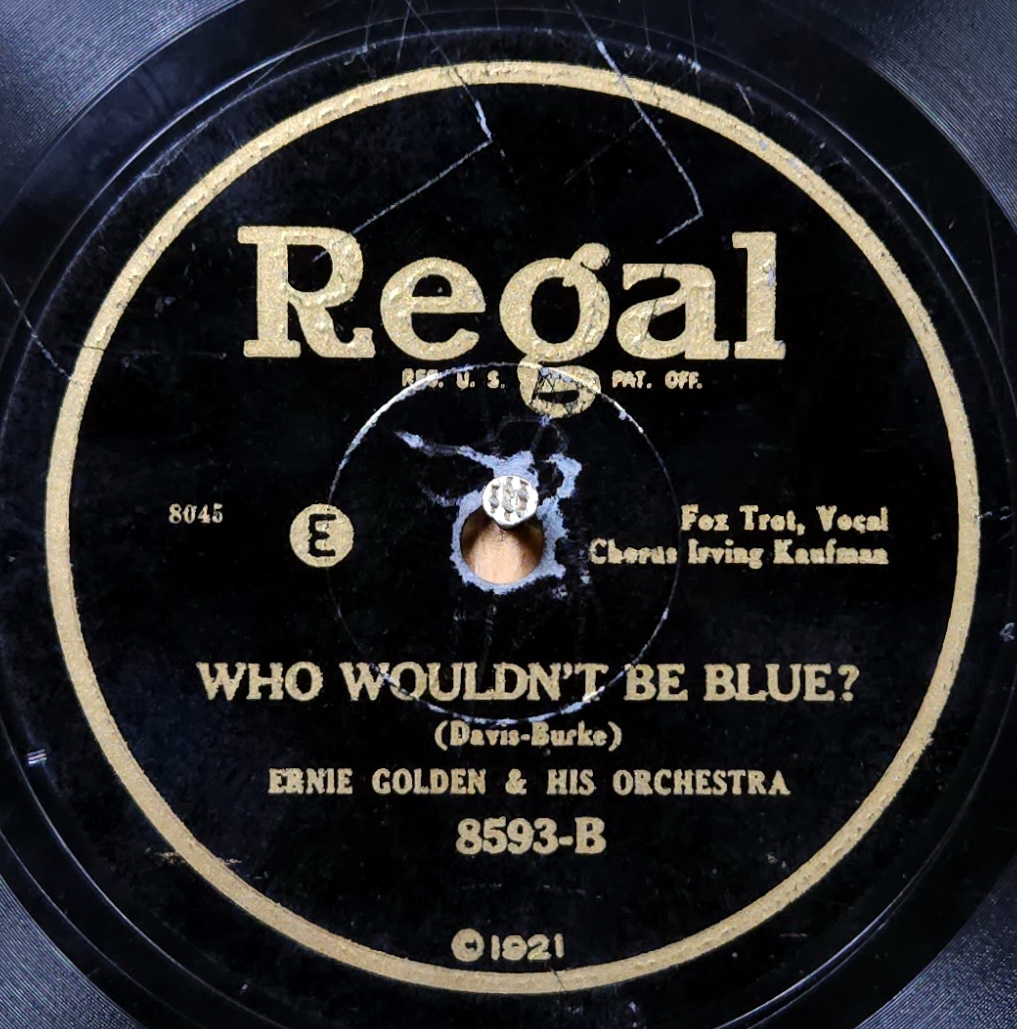 Regal
REG. U. S. PAT. OFF.
8045
E
Fox Trot, Vocal
Chorus Irving Kaufman
WHO WOULDN'T BE BLUE?
(Davis-Burke)
ERNIE GOLDEN & HIS ORCHESTRA
8593-B
©1921